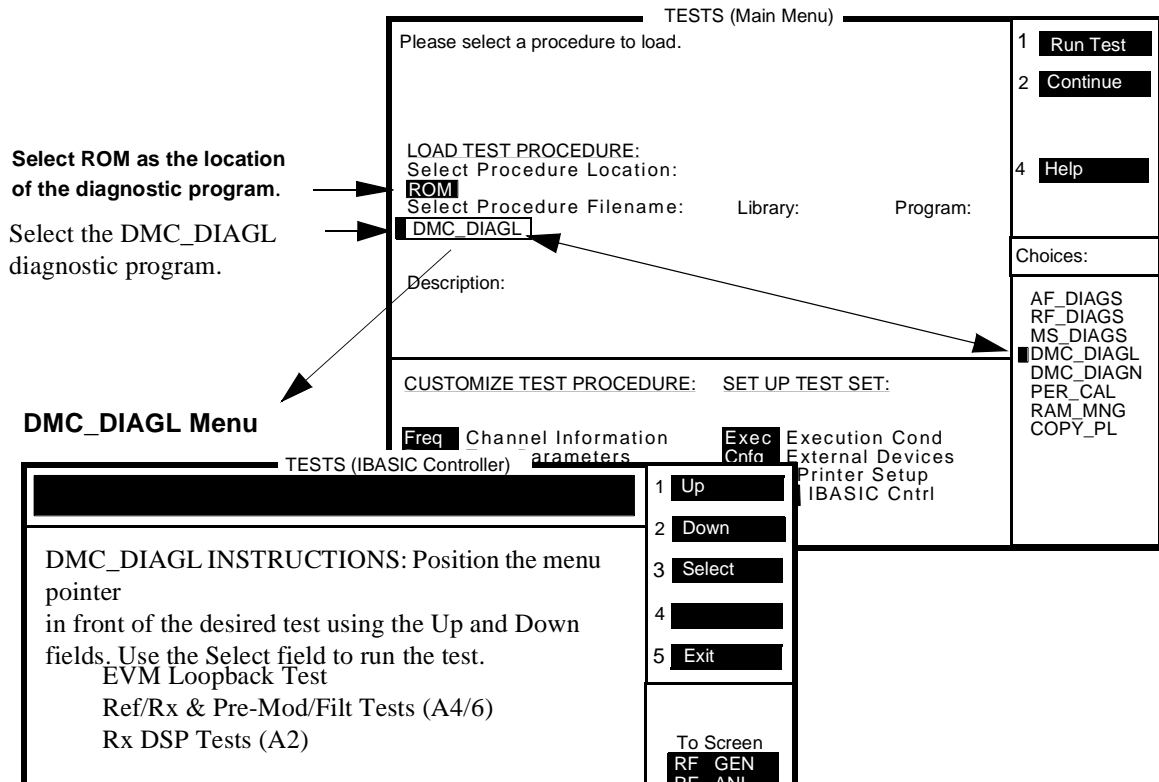 TESTS (Main Menu)
Please select a procedure to load.
1 Run Test
2 Continue
4 Help
Select ROM as the location
of the diagnostic program.
Select the DMC_DIAGL
diagnostic program.
LOAD TEST PROCEDURE:
Select Procedure Location:
ROM
Select Procedure Filename: Library: Program:
DMC_DIAGL
Description:
Choices:
AF_DIAGS
RF_DIAGS
MS_DIAGS
DMC_DIAGL
DMC_DIAGN
PER_CAL
RAM_MNG
COPY_PL
CUSTOMIZE TEST PROCEDURE: SET UP TEST SET:
Freq Channel Information Exec Execution Cond
Parameters Cnfg External Devices
Printer Setup
IBASIC Cntrl
DMC_DIAGL Menu
TESTS (IBASIC Controller)
1 Up
2 Down
3 Select
4
5 Exit
DMC_DIAGL INSTRUCTIONS: Position the menu
pointer
in front of the desired test using the Up and Down
fields. Use the Select field to run the test.
EVM Loopback Test
Ref/Rx & Pre-Mod/Filt Tests (A4/6)
Rx DSP Tests (A2)
To Screen
RF GEN
RF ANL